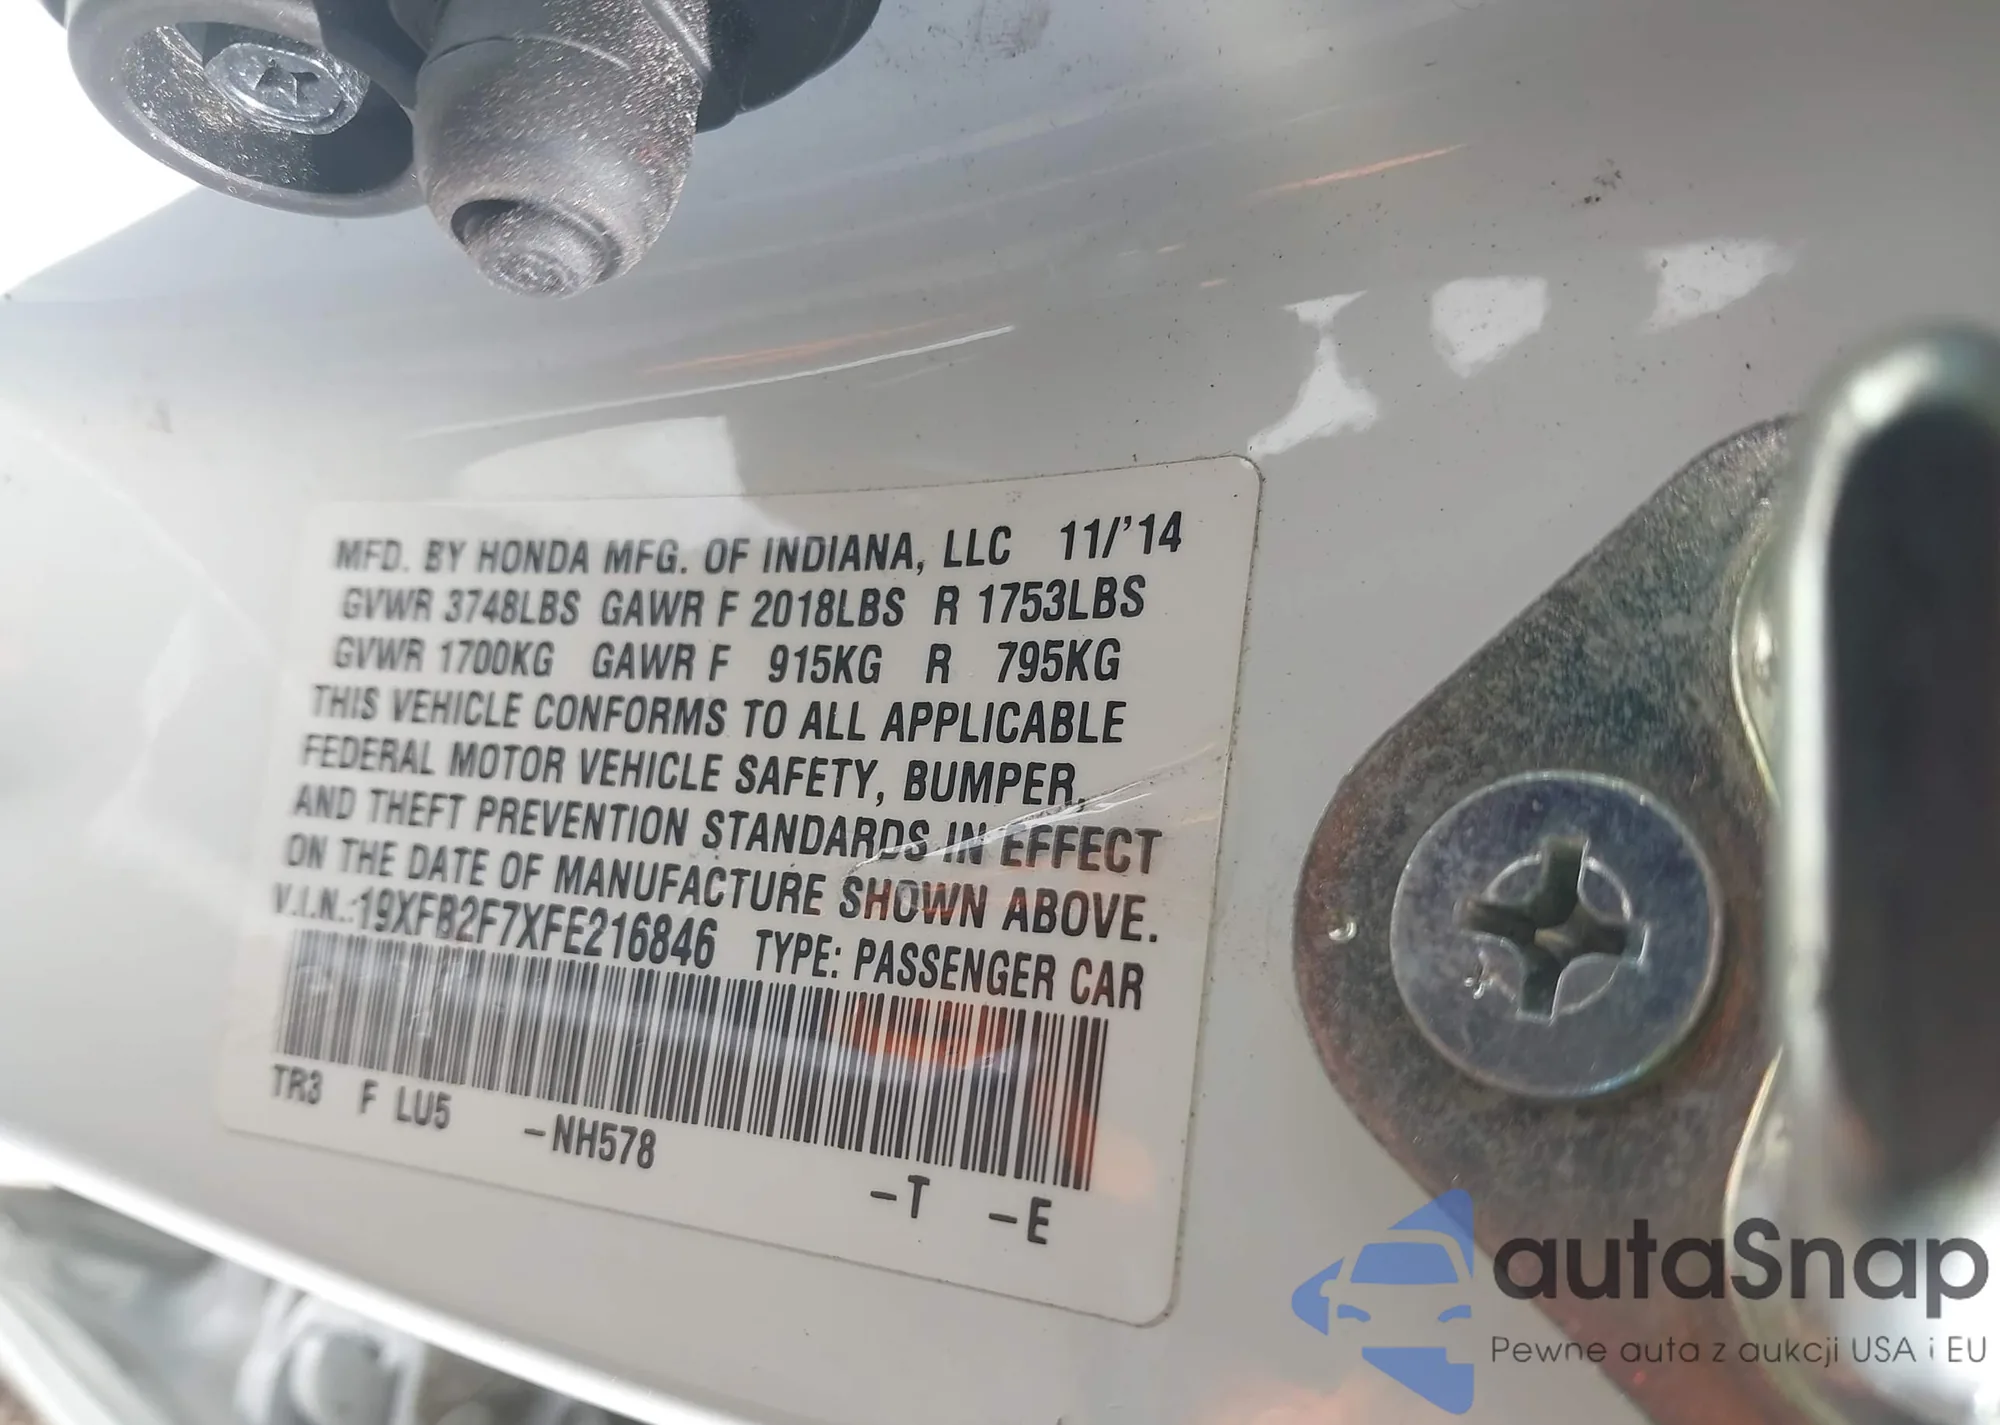 MFD. BY HONDA MFG. OF INDIANA, LLC 11/'14
GVWR 3748LBS GAWR F 2018LBS R 1753LBS
GVWR 1700KG GAWR F 915KG R 795KG
THIS VEHICLE CONFORMS TO ALL APPLICABLE
FEDERAL MOTOR VEHICLE SAFETY, BUMPER,
AND THEFT PREVENTION STANDARDS IN EFFECT
ON THE DATE OF MANUFACTURE SHOWN ABOVE.
V.I.N.:19XFB2F7XFE216846 TYPE: PASSENGER CAR
TR3 F LU5 -NH578 -T -E
autaSnap
Pewne auta z aukcji USA i EU